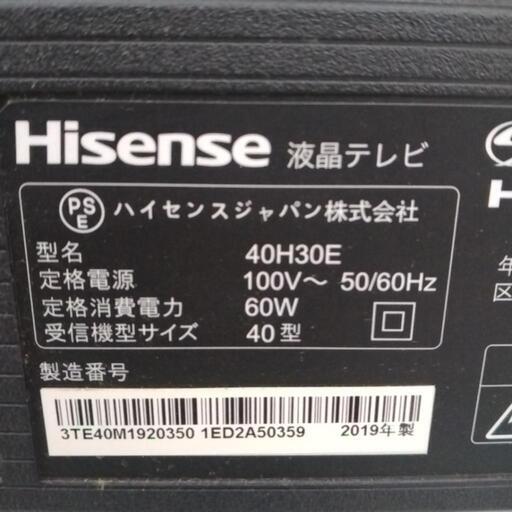 Hisense 液晶テレビ
PS
E
ハイセンスジャパン株式会社
型名 40H30E
定格電源 100V～ 50/60Hz
定格消費電力 60W
受信機型サイズ 40型
製造番号
3TE40M1920350 1ED2A50359 2019年製
年
区